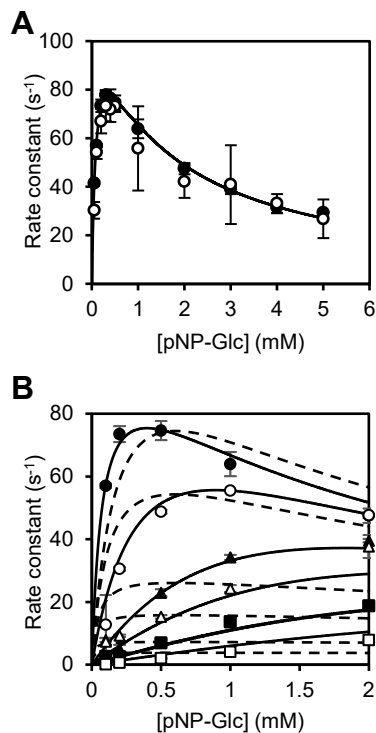 A
Rate constant (s⁻¹)
100
80
60
40
20
0
0 1 2 3 4 5 6
[pNP-Glc] (mM)
B
Rate constant (s⁻¹)
80
60
40
20
0
0 0.5 1 1.5 2
[pNP-Glc] (mM)